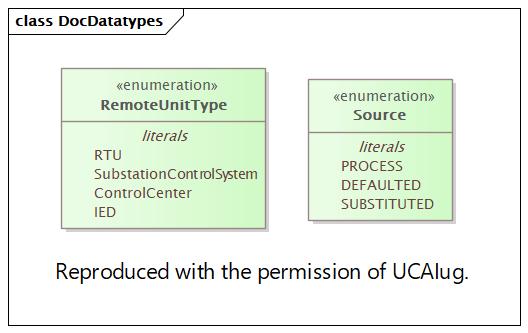 class DocDatatypes
«enumeration»
RemoteUnitType
literals
RTU
SubstationControlSystem
ControlCenter
IED
«enumeration»
Source
literals
PROCESS
DEFAULTED
SUBSTITUTED
Reproduced with the permission of UCAIug.